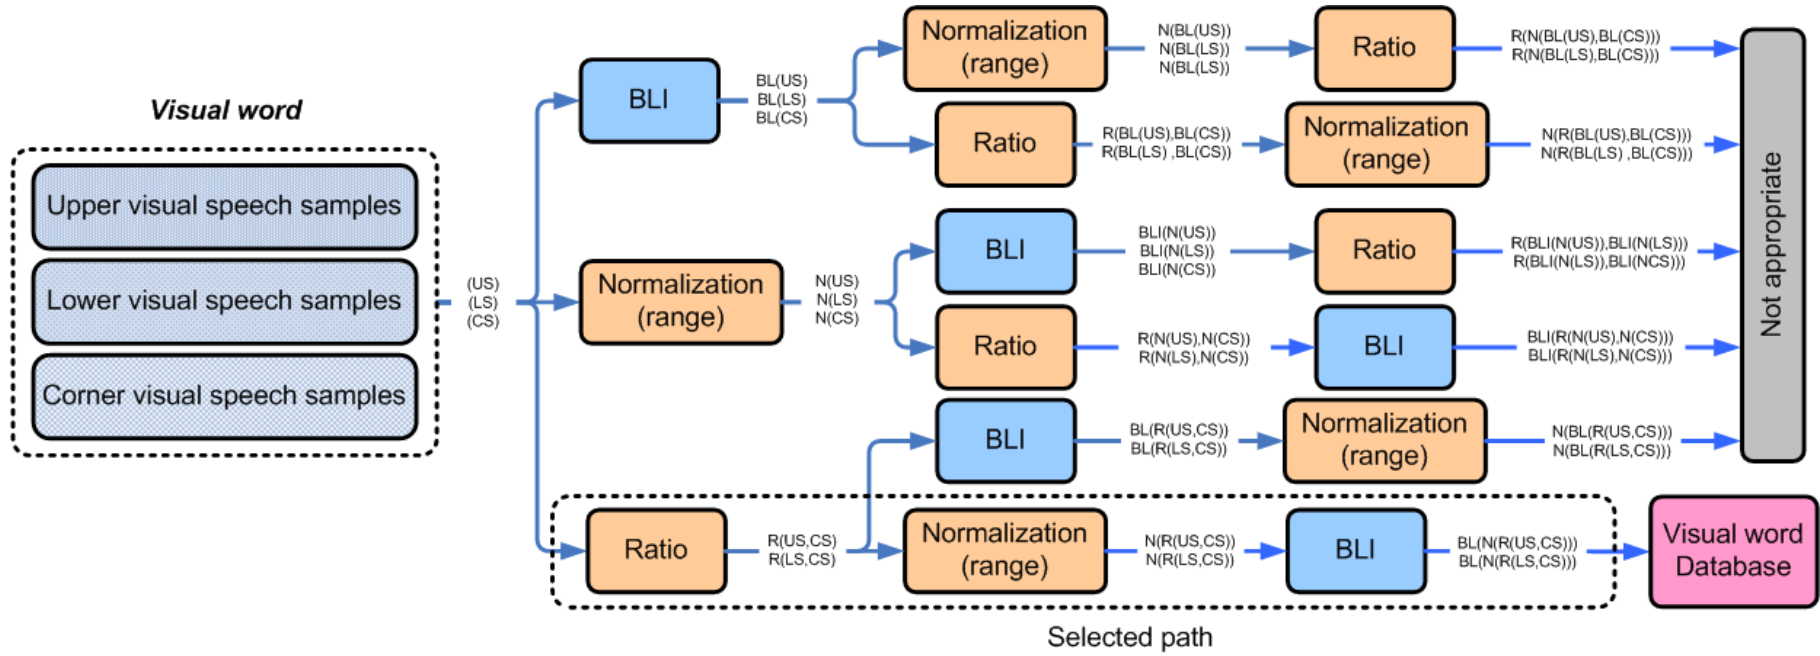 Visual word
Upper visual speech samples
Lower visual speech samples
Corner visual speech samples
(US)
(LS)
(CS)
BLI
BL(US)
BL(LS)
BL(CS)
Normalization
(range)
N(BL(US))
N(BL(LS))
N(BL(LS))
Ratio
R(N(BL(US),BL(CS)))
R(N(BL(LS),BL(CS)))
Ratio
R(BL(US),BL(CS))
R(BL(LS) ,BL(CS))
Normalization
(range)
N(R(BL(US),BL(CS)))
N(R(BL(LS) ,BL(CS)))
Normalization
(range)
N(US)
N(LS)
N(CS)
BLI
BLI(N(US))
BLI(N(LS))
BLI(N(CS))
Ratio
R(BLI(N(US)),BLI(N(LS)))
R(BLI(N(LS)),BLI(NCS)))
Ratio
R(N(US),N(CS))
R(N(LS),N(CS))
BLI
BLI(R(N(US),N(CS)))
BLI(R(N(LS),N(CS)))
BLI
BL(R(US,CS))
BL(R(LS,CS))
Normalization
(range)
N(BL(R(US,CS)))
N(BL(R(LS,CS)))
Not appropriate
Ratio
R(US,CS)
R(LS,CS)
Normalization
(range)
N(R(US,CS))
N(R(LS,CS))
BLI
BL(N(R(US,CS)))
BL(N(R(LS,CS)))
Visual word
Database
Selected path